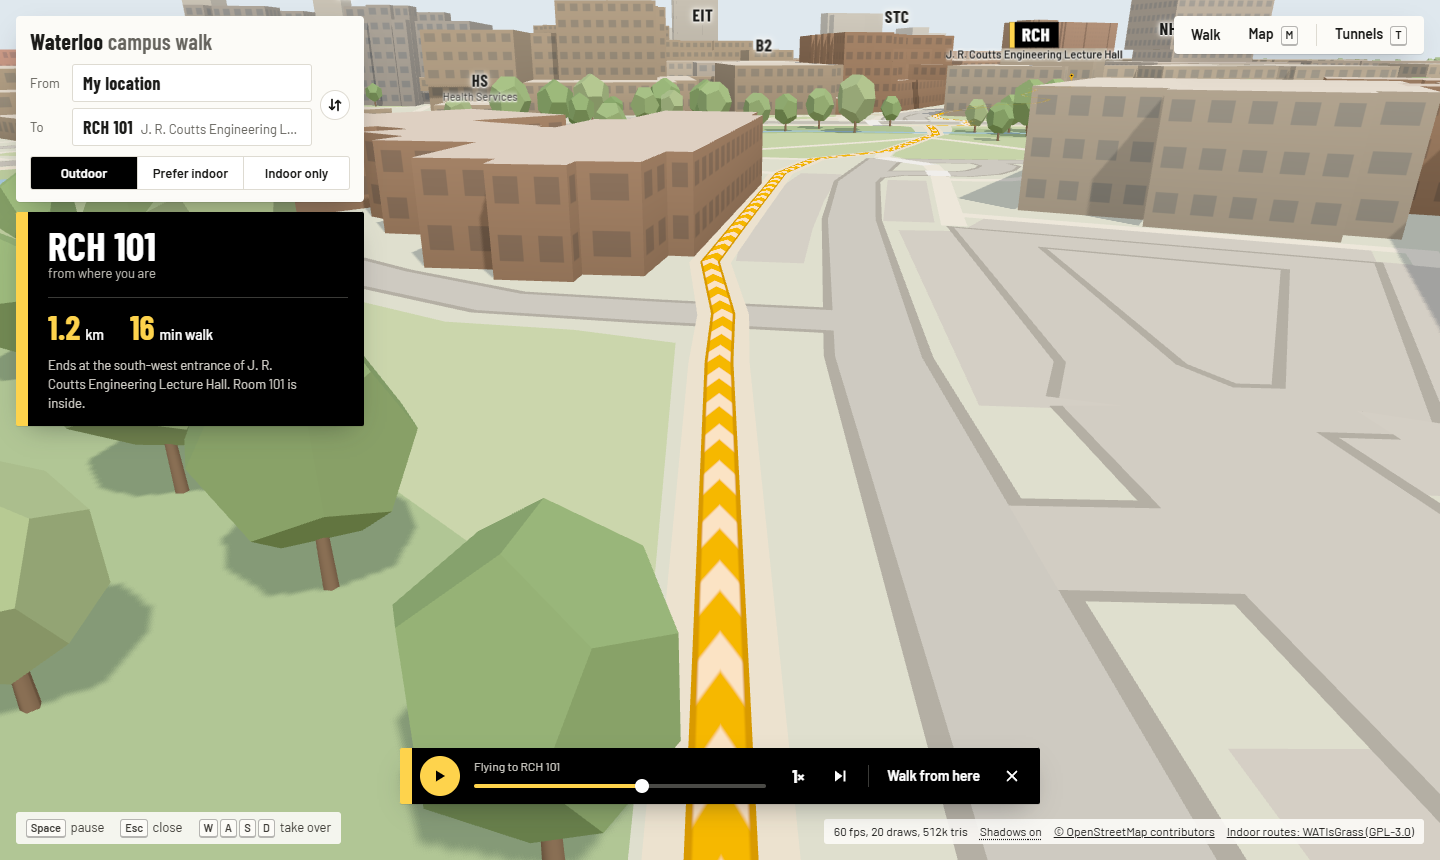 Waterloo campus walk
From My location
To RCH 101 J. R. Coutts Engineering L...
Outdoor Prefer indoor Indoor only
RCH 101
from where you are
1.2 km 16 min walk
Ends at the south-west entrance of J. R.
Coutts Engineering Lecture Hall. Room 101 is
inside.
EIT
STC
B2
HS
Health Services
RCH
J. R. Coutts Engineering Lecture Hall
NH
Walk Map M Tunnels T
Flying to RCH 101
1× Walk from here
Space pause Esc close W A S D take over
60 fps, 20 draws, 512k tris Shadows on © OpenStreetMap contributors Indoor routes: WATIsGrass (GPL-3.0)